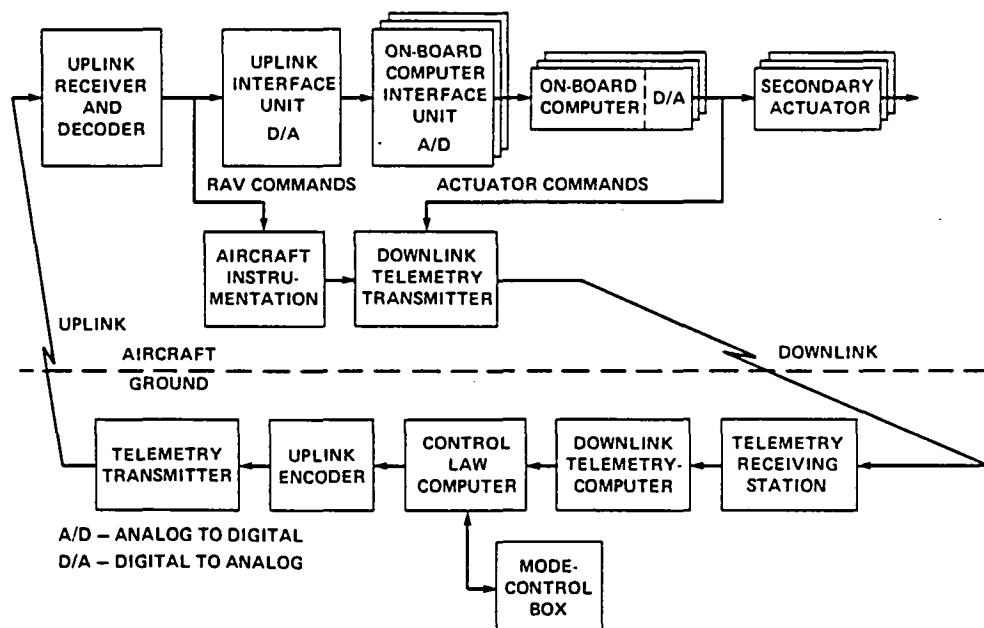 UPLINK
RECEIVER
AND
DECODER
UPLINK
INTERFACE
UNIT
D/A
ON-BOARD
COMPUTER
INTERFACE
UNIT
A/D
ON-BOARD
COMPUTER
D/A
SECONDARY
ACTUATOR
RAV COMMANDS
ACTUATOR COMMANDS
AIRCRAFT
INSTRU-
MENTATION
DOWNLINK
TELEMETRY
TRANSMITTER
UPLINK
AIRCRAFT
GROUND
DOWNLINK
TELEMETRY
TRANSMITTER
UPLINK
ENCODER
CONTROL
LAW
COMPUTER
DOWNLINK
TELEMETRY-
COMPUTER
TELEMETRY
RECEIVING
STATION
A/D – ANALOG TO DIGITAL
D/A – DIGITAL TO ANALOG
MODE-
CONTROL
BOX